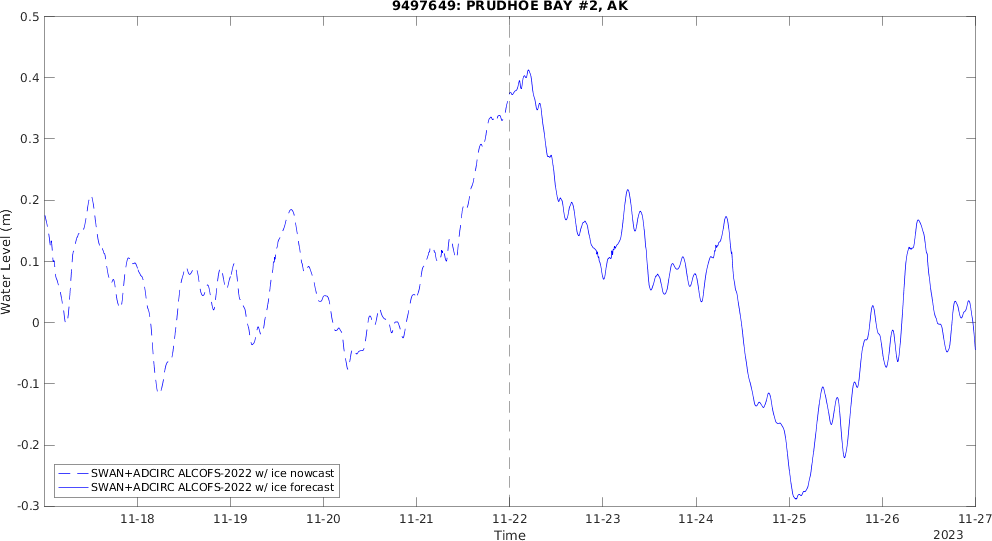 9497649: PRUDHOE BAY #2, AK
0.5
0.4
0.3
0.2
0.1
0
-0.1
-0.2
-0.3
Water Level (m)
SWAN+ADCIRC ALCOFS-2022 w/ ice nowcast
SWAN+ADCIRC ALCOFS-2022 w/ ice forecast
11-18 11-19 11-20 11-21 11-22 11-23 11-24 11-25 11-26 11-27
Time
2023